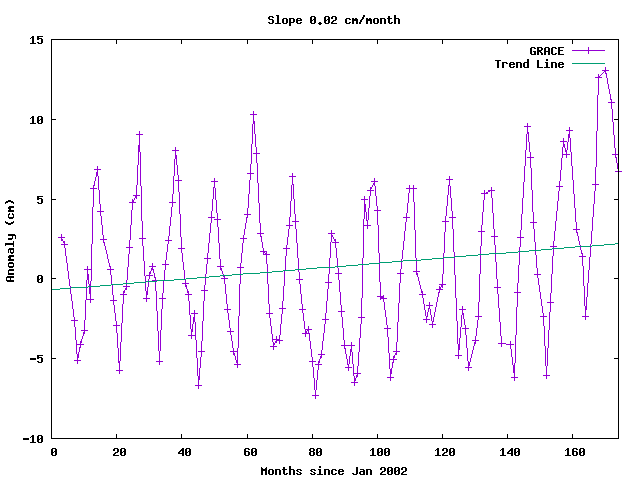 Slope 0.02 cm/month
GRACE
Trend Line
Anomaly (cm)
15
10
5
0
-5
-10
0 20 40 60 80 100 120 140 160
Months since Jan 2002